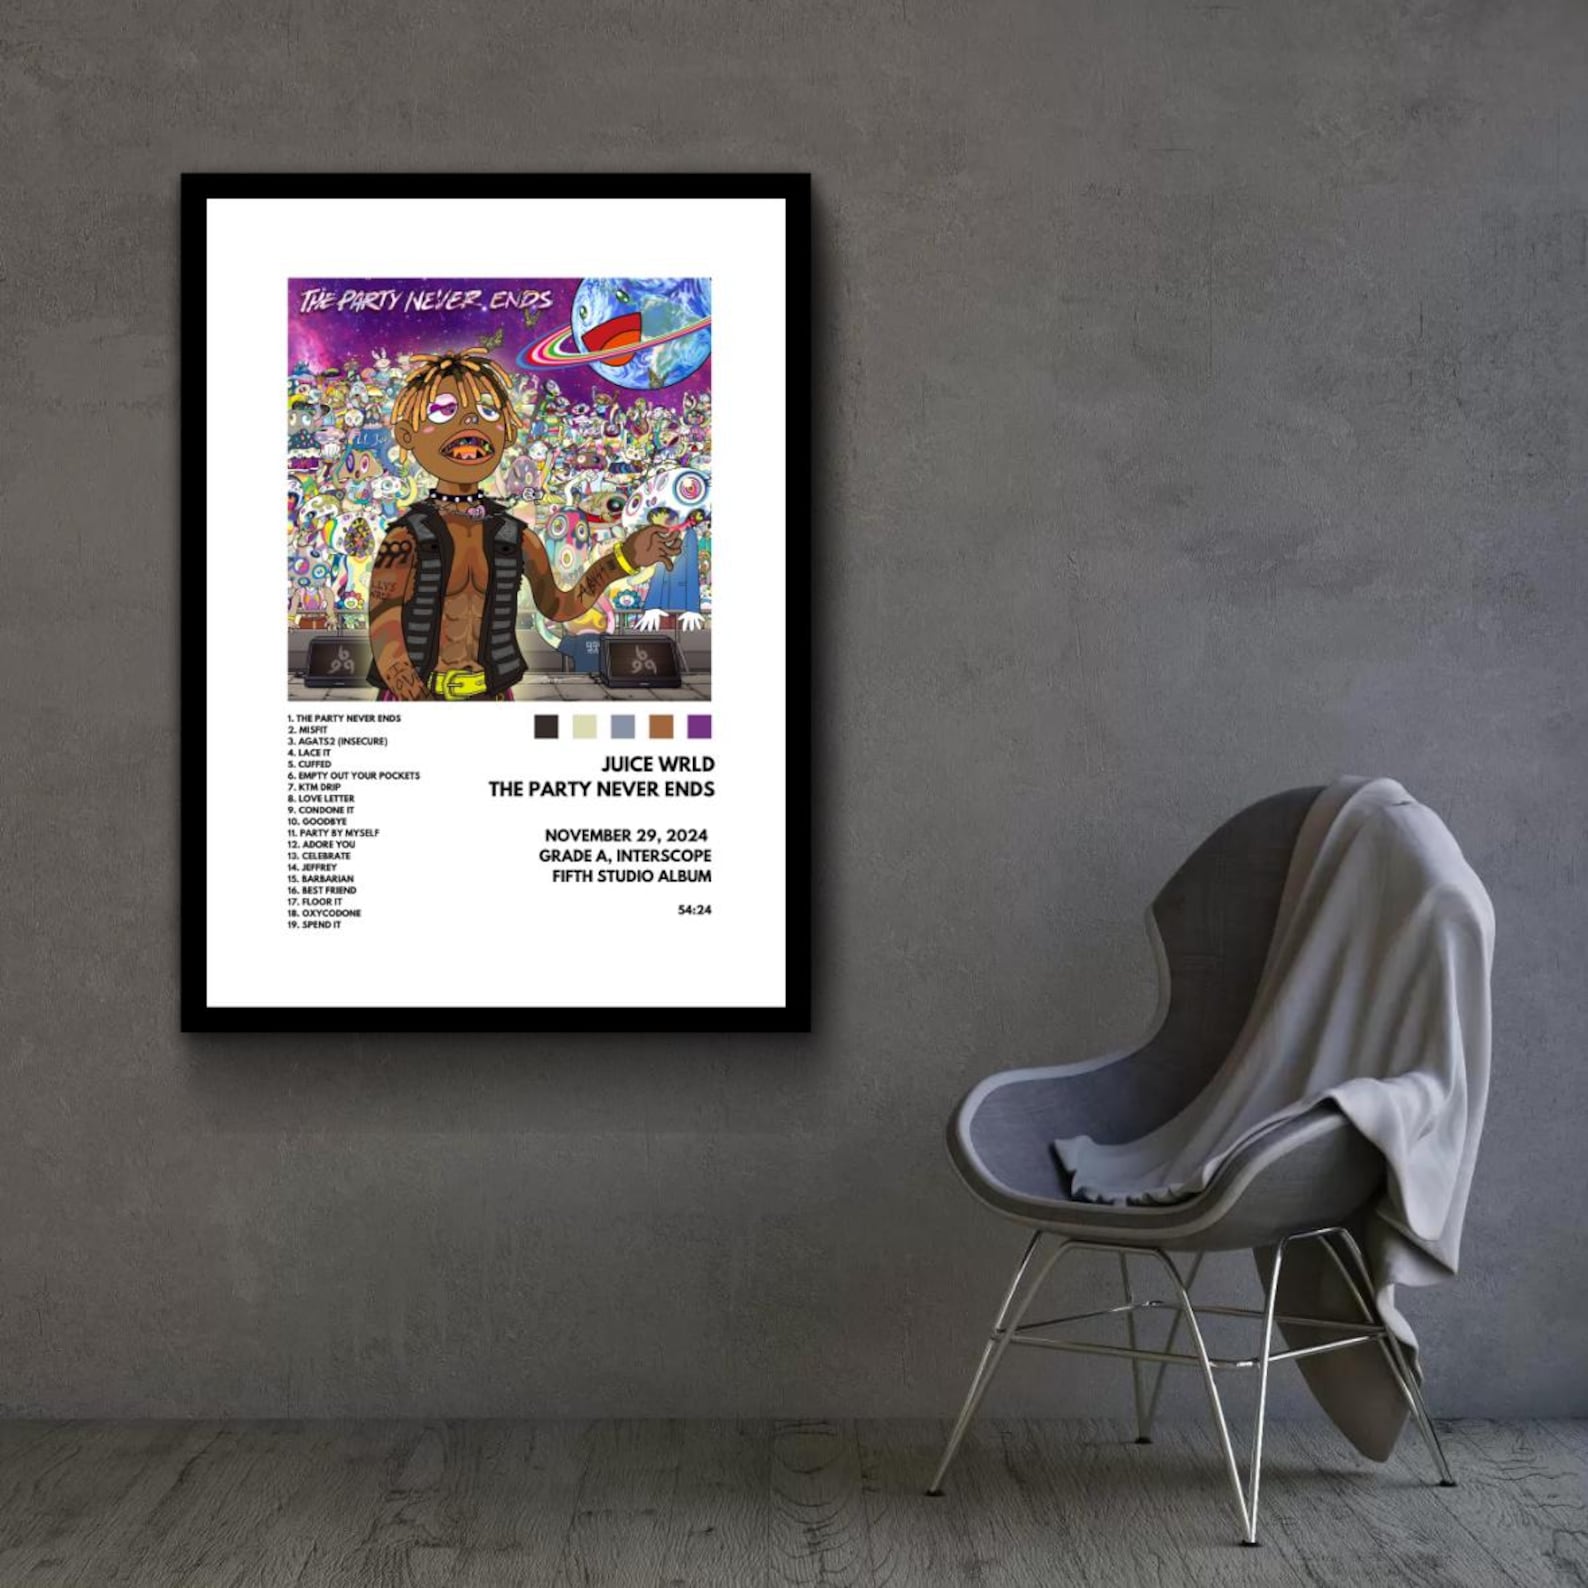 THE PARTY NEVER ENDS
999
1. THE PARTY NEVER ENDS
2. MISFIT
3. AGATS2 (INSECURE)
4. LACE IT
5. CUFFED
6. EMPTY OUT YOUR POCKETS
7. KTM DRIP
8. LOVE LETTER
9. CONDONE IT
10. GOODBYE
11. PARTY BY MYSELF
12. ADORE YOU
13. CELEBRATE
14. JEFFREY
15. BARBARIAN
16. BEST FRIEND
17. FLOOR IT
18. OXYCODONE
19. SPEND IT
JUICE WRLD
THE PARTY NEVER ENDS
NOVEMBER 29, 2024
GRADE A, INTERSCOPE
FIFTH STUDIO ALBUM
54:24